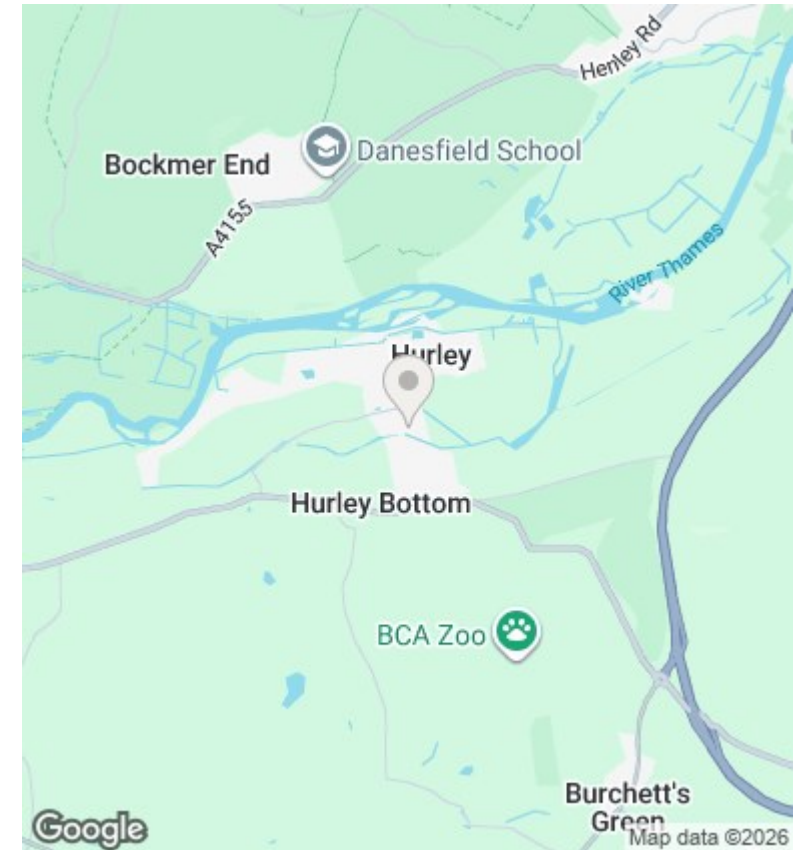 Henley Rd
Danesfield School
Bockmer End
A4155
River Thames
Hurley
Hurley Bottom
BCA Zoo
Burchett's
Green
Google
Map data ©2026